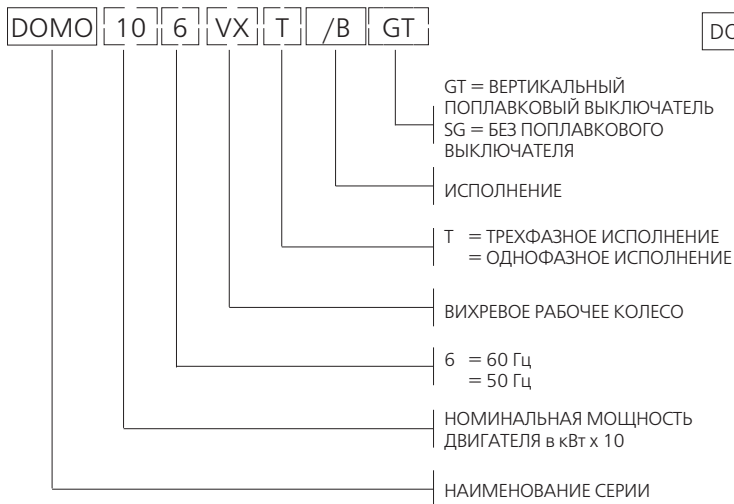 DOMO 10 6 VX T /B GT
DO
GT = ВЕРТИКАЛЬНЫЙ
ПОПЛАВКОВЫЙ ВЫКЛЮЧАТЕЛЬ
SG = БЕЗ ПОПЛАВКОВОГО
ВЫКЛЮЧАТЕЛЯ
ИСПОЛНЕНИЕ
T = ТРЕХФАЗНОЕ ИСПОЛНЕНИЕ
= ОДНОФАЗНОЕ ИСПОЛНЕНИЕ
ВИХРЕВОЕ РАБОЧЕЕ КОЛЕСО
6 = 60 Гц
= 50 Гц
НОМИНАЛЬНАЯ МОЩНОСТЬ
ДВИГАТЕЛЯ в кВт x 10
НАИМЕНОВАНИЕ СЕРИИ